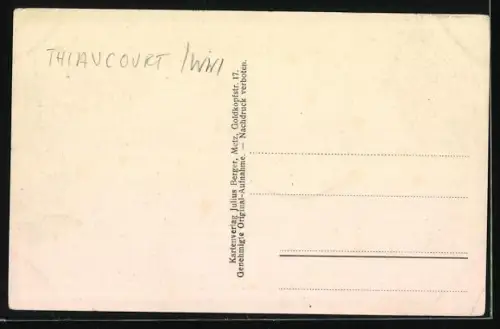 THIAUCOURT /WWI
Kartenverlag Julius Berger, Metz, Goldkopfstr. 17.
Genehmigte Original-Aufnahme. — Nachdruck verboten.